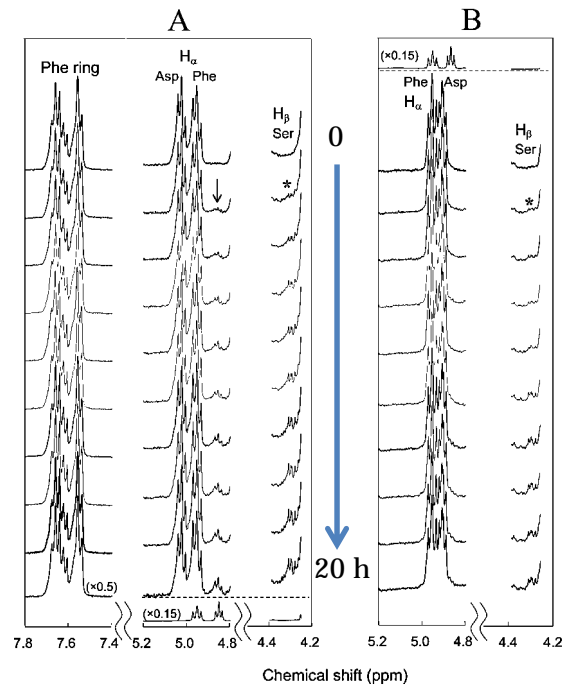 A
B
Phe ring
Hα
Asp Phe
Hβ
Ser
*
(×0.5)
(×0.15)
7.8 7.6 7.4 5.2 5.0 4.8 4.4 4.2
0
20 h
(×0.15)
Phe Asp
Hα
Hβ
Ser
*
5.2 5.0 4.8 4.4 4.2
Chemical shift (ppm)